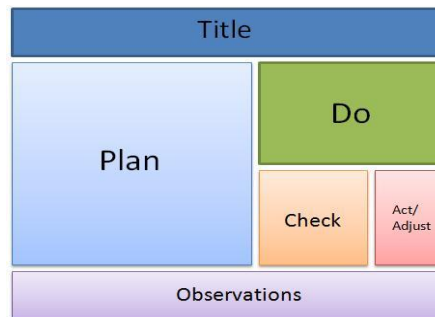 Title
Plan
Do
Check
Act/
Adjust
Observations